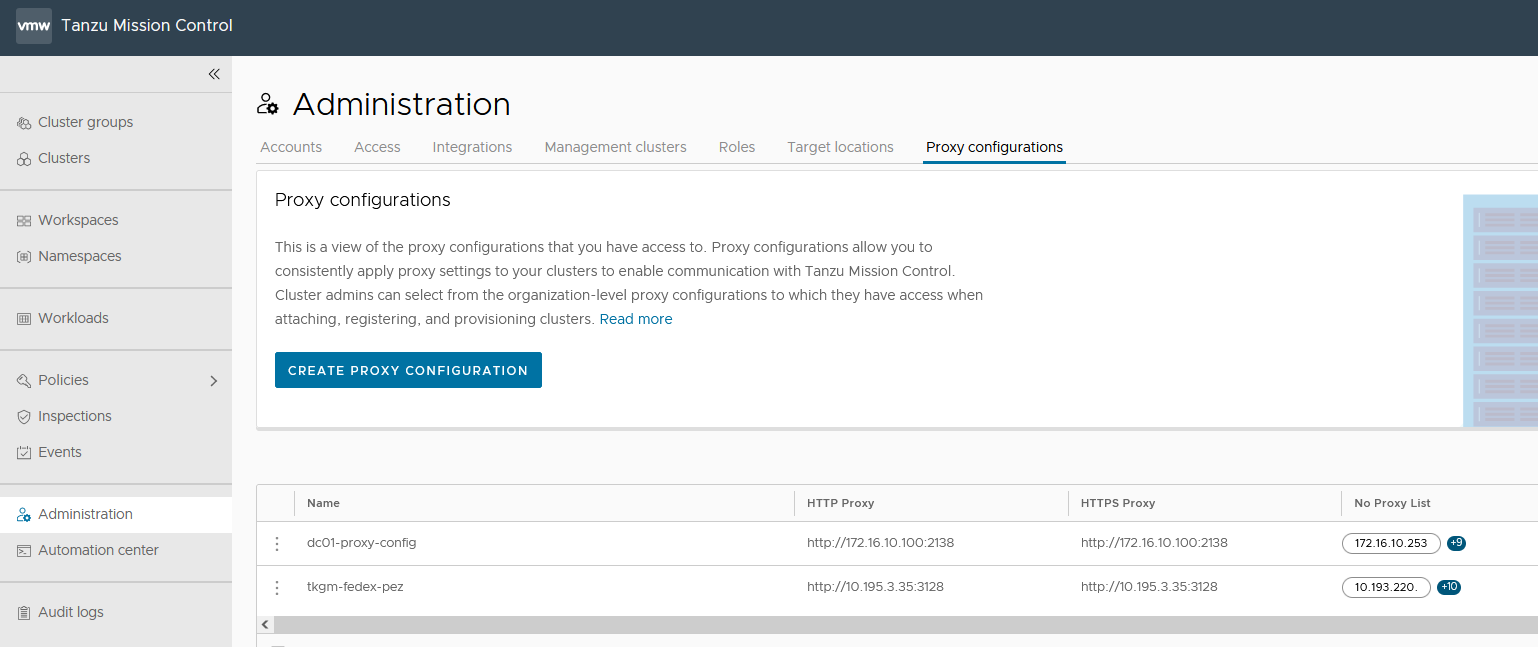 vmw Tanzu Mission Control
Cluster groups
Clusters
Workspaces
Namespaces
Workloads
Policies
Inspections
Events
Administration
Automation center
Audit logs
Administration
Accounts Access Integrations Management clusters Roles Target locations Proxy configurations
Proxy configurations
This is a view of the proxy configurations that you have access to. Proxy configurations allow you to
consistently apply proxy settings to your clusters to enable communication with Tanzu Mission Control.
Cluster admins can select from the organization-level proxy configurations to which they have access when
attaching, registering, and provisioning clusters. Read more
CREATE PROXY CONFIGURATION
Name HTTP Proxy HTTPS Proxy No Proxy List
dc01-proxy-config http://172.16.10.100:2138 http://172.16.10.100:2138 172.16.10.253 +9
tkgm-fedex-pez http://10.195.3.35:3128 http://10.195.3.35:3128 10.193.220. +10